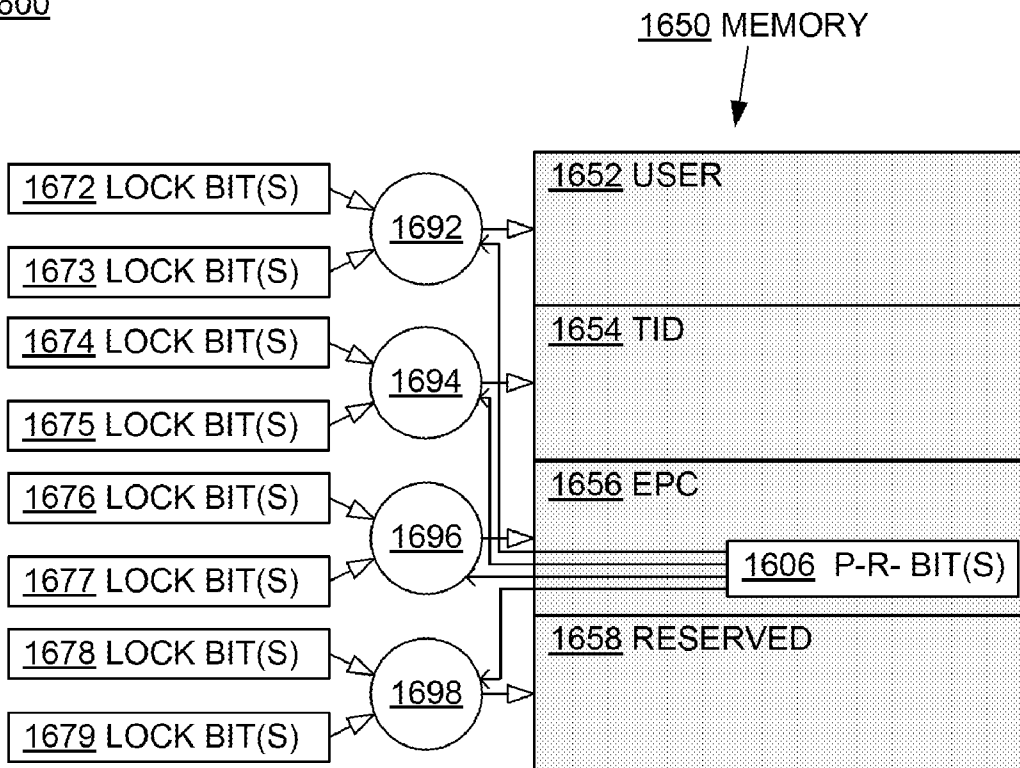 1650 MEMORY
1672 LOCK BIT(S)
1673 LOCK BIT(S)
1692
1652 USER
1674 LOCK BIT(S)
1675 LOCK BIT(S)
1694
1654 TID
1676 LOCK BIT(S)
1677 LOCK BIT(S)
1696
1656 EPC
1606 P-R- BIT(S)
1678 LOCK BIT(S)
1679 LOCK BIT(S)
1698
1658 RESERVED